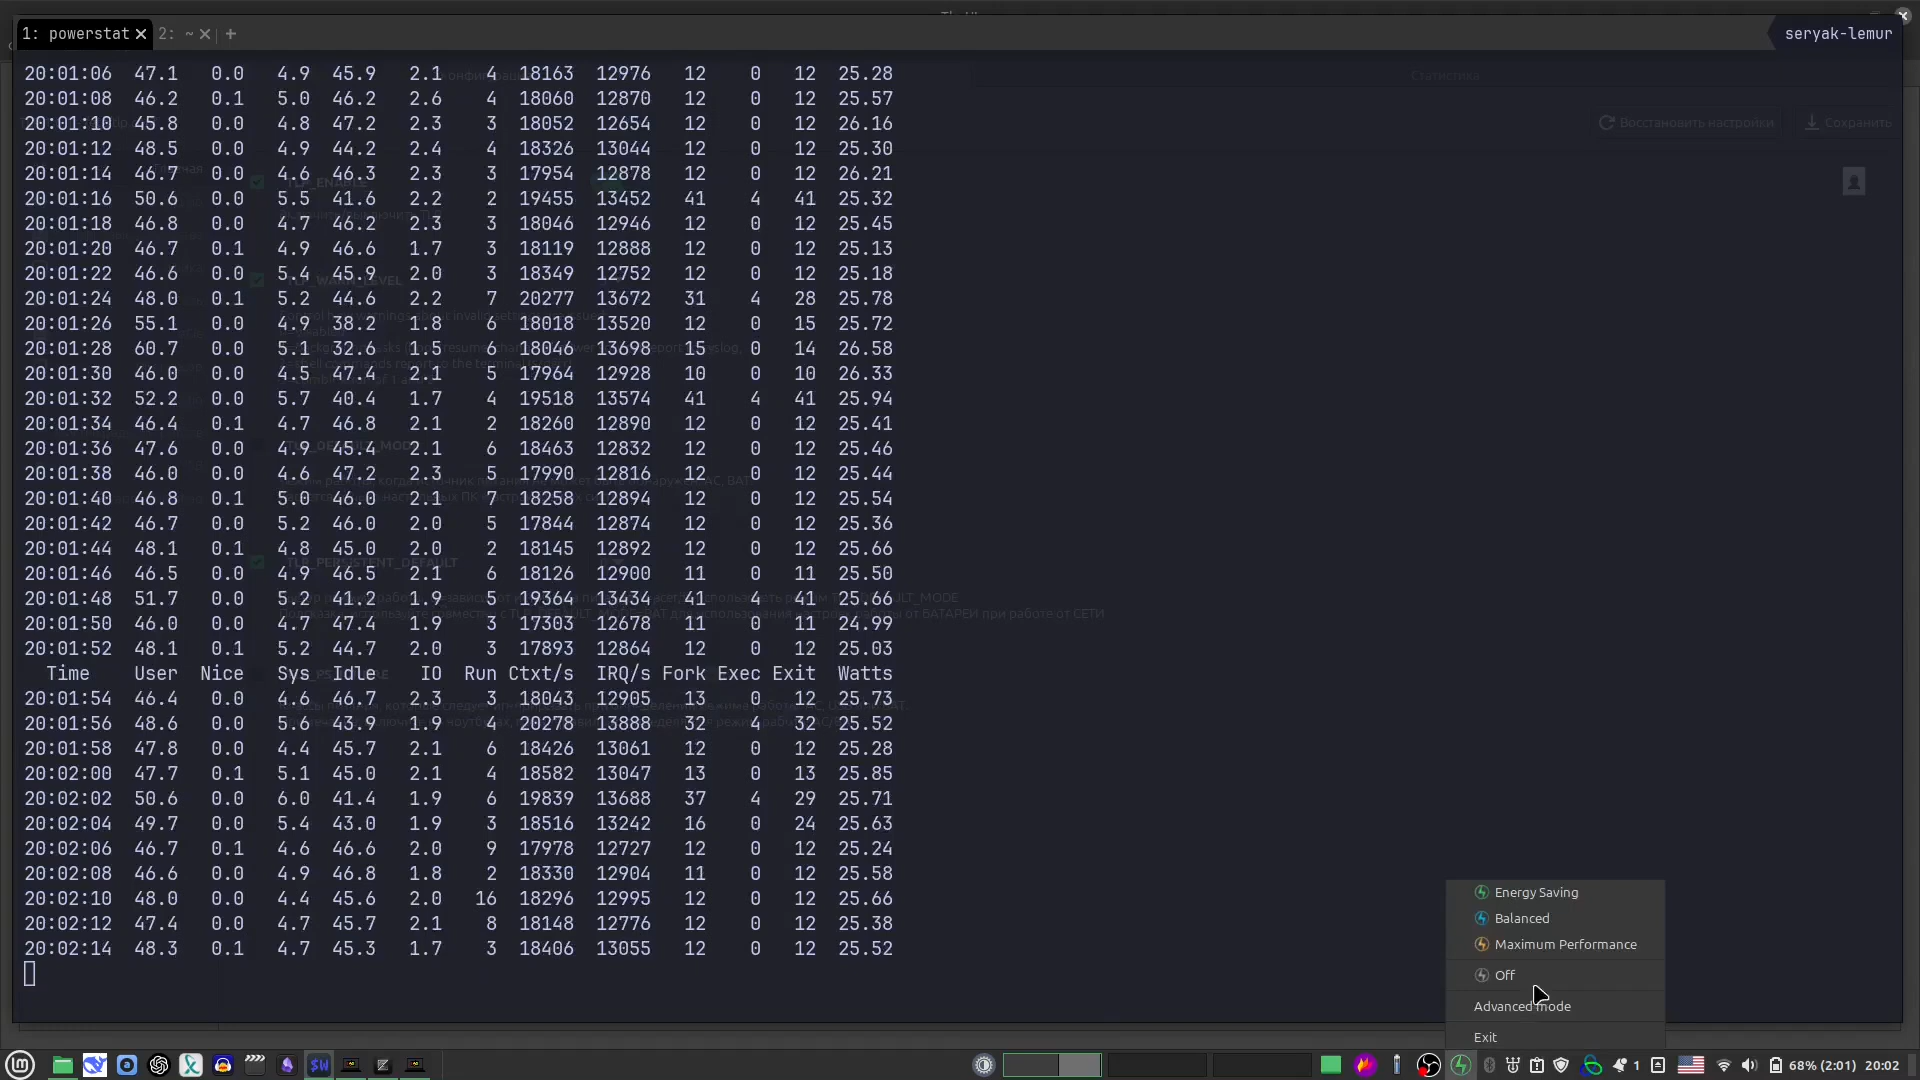 1: powerstat 2: ~ + seryak-lemur
20:01:06 47.1 0.0 4.9 45.9 2.1 4 18163 12976 12 0 12 25.28
Статистика
20:01:08 46.2 0.1 5.0 46.2 2.6 4 18060 12870 12 0 12 25.57
20:01:10 45.8 0.0 4.8 47.2 2.3 3 18052 12654 12 0 12 26.16
Восстановить настройки Сохранить
20:01:12 48.5 0.0 4.9 44.2 2.4 4 18326 13044 12 0 12 25.30
20:01:14 46.7 0.0 4.6 46.3 2.3 3 17954 12878 12 0 12 26.21
TLP_ENABLE
20:01:16 50.6 0.0 5.5 41.6 2.2 2 19455 13452 41 4 41 25.32
20:01:18 46.8 0.0 4.7 46.2 2.3 3 18046 12946 12 0 12 25.45
20:01:20 46.7 0.1 4.9 46.6 1.7 3 18119 12888 12 0 12 25.13
20:01:22 46.6 0.0 5.4 45.9 2.0 3 18349 12752 12 0 12 25.18
TLP_WARN_LEVEL
20:01:24 48.0 0.1 5.2 44.6 2.2 7 20277 13672 31 4 28 25.78
20:01:26 55.1 0.0 4.9 38.2 1.8 6 18018 13520 12 0 15 25.72
20:01:28 60.7 0.0 5.1 32.6 1.5 6 18046 13698 15 0 14 26.58
20:01:30 46.0 0.0 4.5 47.4 2.1 5 17964 12928 10 0 10 26.33
20:01:32 52.2 0.0 5.7 40.4 1.7 4 19518 13574 41 4 41 25.94
20:01:34 46.4 0.1 4.7 46.8 2.1 2 18260 12890 12 0 12 25.41
20:01:36 47.6 0.0 4.9 45.4 2.1 6 18463 12832 12 0 12 25.46
20:01:38 46.0 0.0 4.6 47.2 2.3 5 17990 12816 12 0 12 25.44
20:01:40 46.8 0.1 5.0 46.0 2.1 7 18258 12894 12 0 12 25.54
20:01:42 46.7 0.0 5.2 46.0 2.0 5 17844 12874 12 0 12 25.36
20:01:44 48.1 0.1 4.8 45.0 2.0 2 18145 12892 12 0 12 25.66
TLP_PERSISTENT_DEFAULT
20:01:46 46.5 0.0 4.9 46.5 2.1 6 18126 12900 11 0 11 25.50
20:01:48 51.7 0.0 5.2 41.2 1.9 5 19364 13434 41 4 41 25.66
для использования настроек работы от БАТАРЕИ при работе от СЕТИ
20:01:50 46.0 0.0 4.7 47.4 1.9 3 17303 12678 11 0 11 24.99
20:01:52 48.1 0.1 5.2 44.7 2.0 3 17893 12864 12 0 12 25.03
Time User Nice Sys Idle IO Run Ctxt/s IRQ/s Fork Exec Exit Watts
20:01:54 46.4 0.0 4.6 46.7 2.3 3 18043 12905 13 0 12 25.73
20:01:56 48.6 0.0 5.6 43.9 1.9 4 20278 13888 32 4 32 25.52
20:01:58 47.8 0.0 4.4 45.7 2.1 6 18426 13061 12 0 12 25.28
20:02:00 47.7 0.1 5.1 45.0 2.1 4 18582 13047 13 0 13 25.85
20:02:02 50.6 0.0 6.0 41.4 1.9 6 19839 13688 37 4 29 25.71
20:02:04 49.7 0.0 5.4 43.0 1.9 3 18516 13242 16 0 24 25.63
20:02:06 46.7 0.1 4.6 46.6 2.0 9 17978 12727 12 0 12 25.24
20:02:08 46.6 0.0 4.9 46.8 1.8 2 18330 12904 11 0 12 25.58
20:02:10 48.0 0.0 4.4 45.6 2.0 16 18296 12995 12 0 12 25.66
20:02:12 47.4 0.0 4.7 45.7 2.1 8 18148 12776 12 0 12 25.38
20:02:14 48.3 0.1 4.7 45.3 1.7 3 18406 13055 12 0 12 25.52
Energy Saving
Balanced
Maximum Performance
Off
Advanced mode
Exit
1 68% (2:01) 20:02